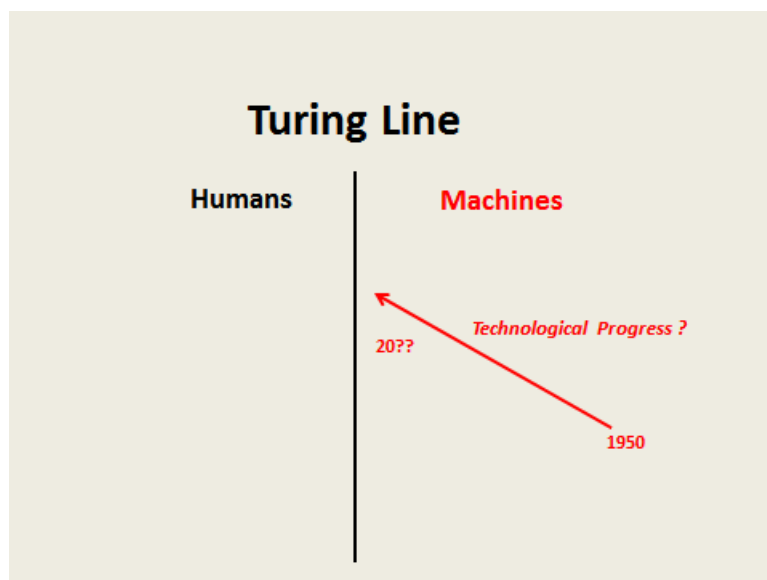 Turing Line
Humans
Machines
Technological Progress ?
20??
1950